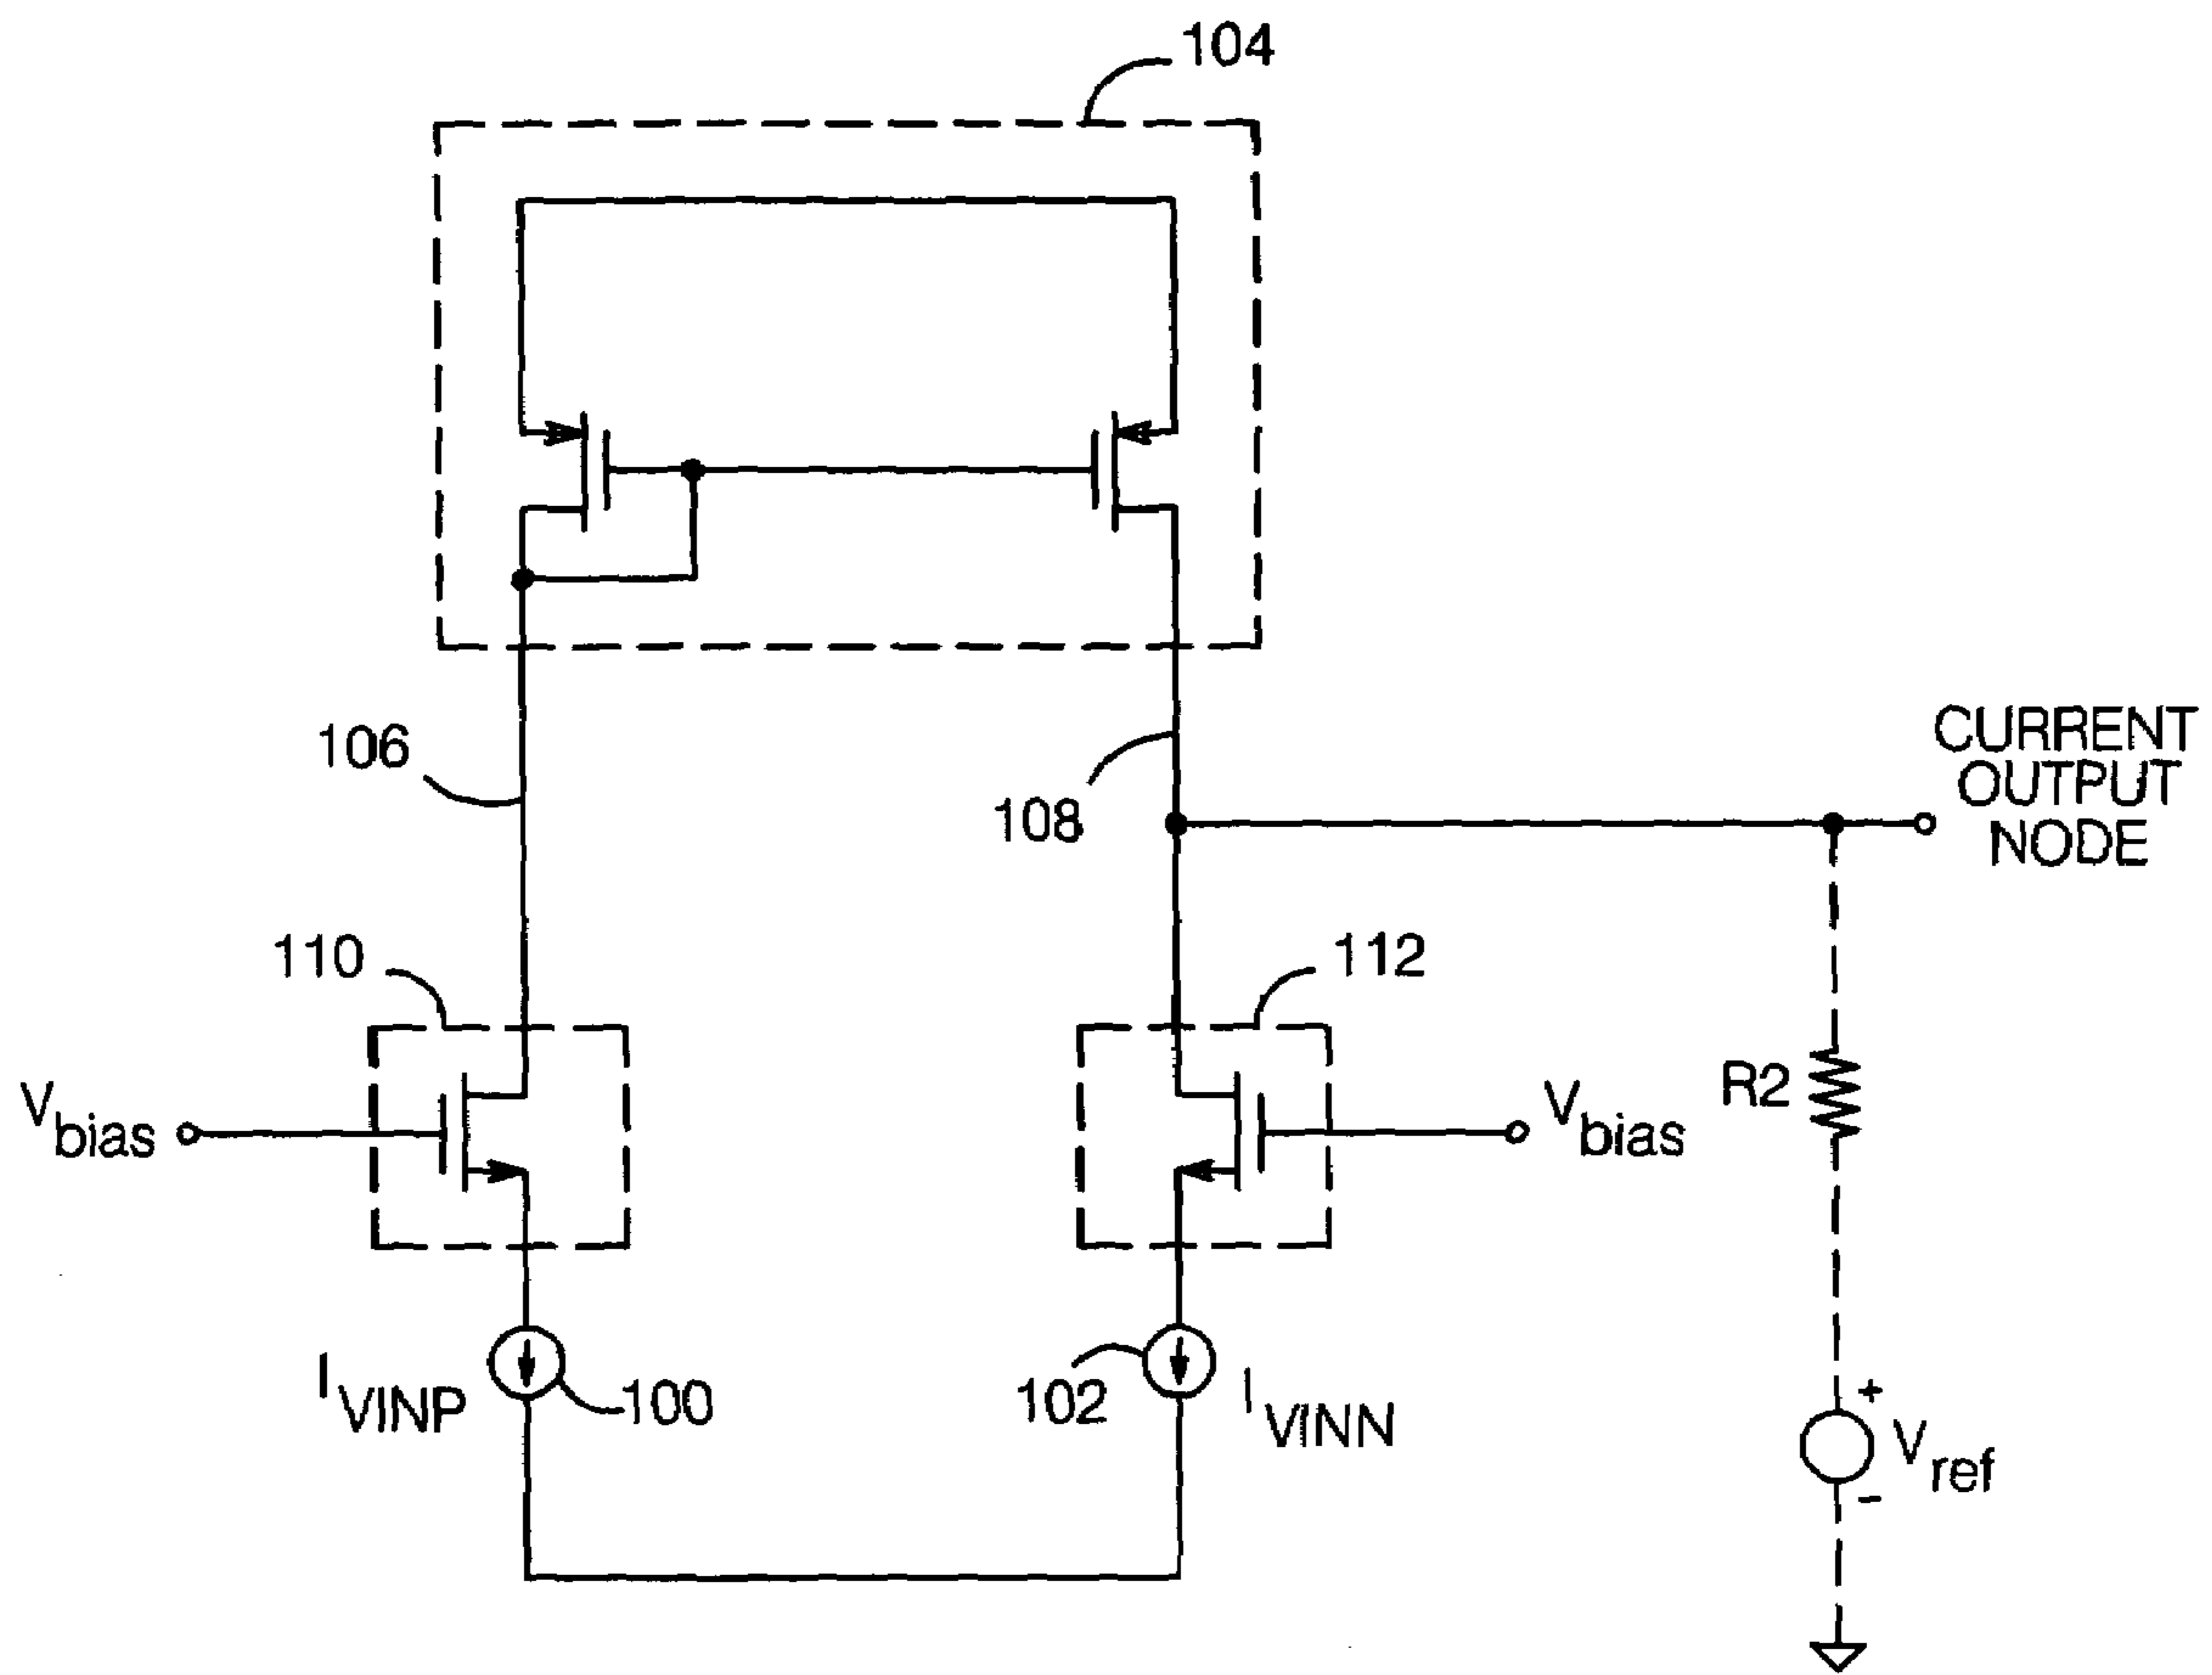 104
106
108
CURRENT
OUTPUT
NODE
110
112
Vbias
Vbias
R2
IVINP
100
102
IVINN
+
Vref
-